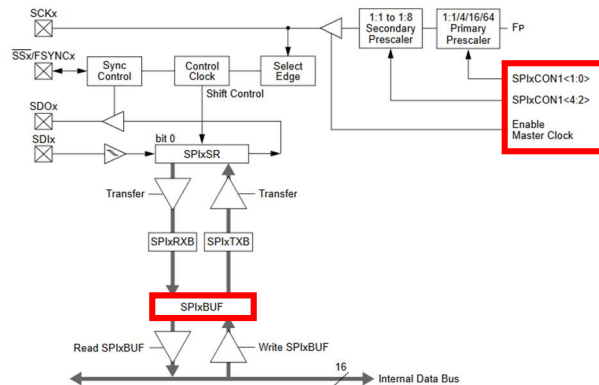 SCKx
1:1 to 1:8
Secondary
Prescaler
1:1/4/16/64
Primary
Prescaler
FP
SSx/FSYNCx
Sync
Control
Control
Clock
Select
Edge
SPIxCON1<1:0>
SPIxCON1<4:2>
Shift Control
Enable
Master Clock
SDOx
SDIx
bit 0
SPIxSR
Transfer
Transfer
SPIxRXB
SPIxTXB
SPIxBUF
Read SPIxBUF
Write SPIxBUF
16
Internal Data Bus